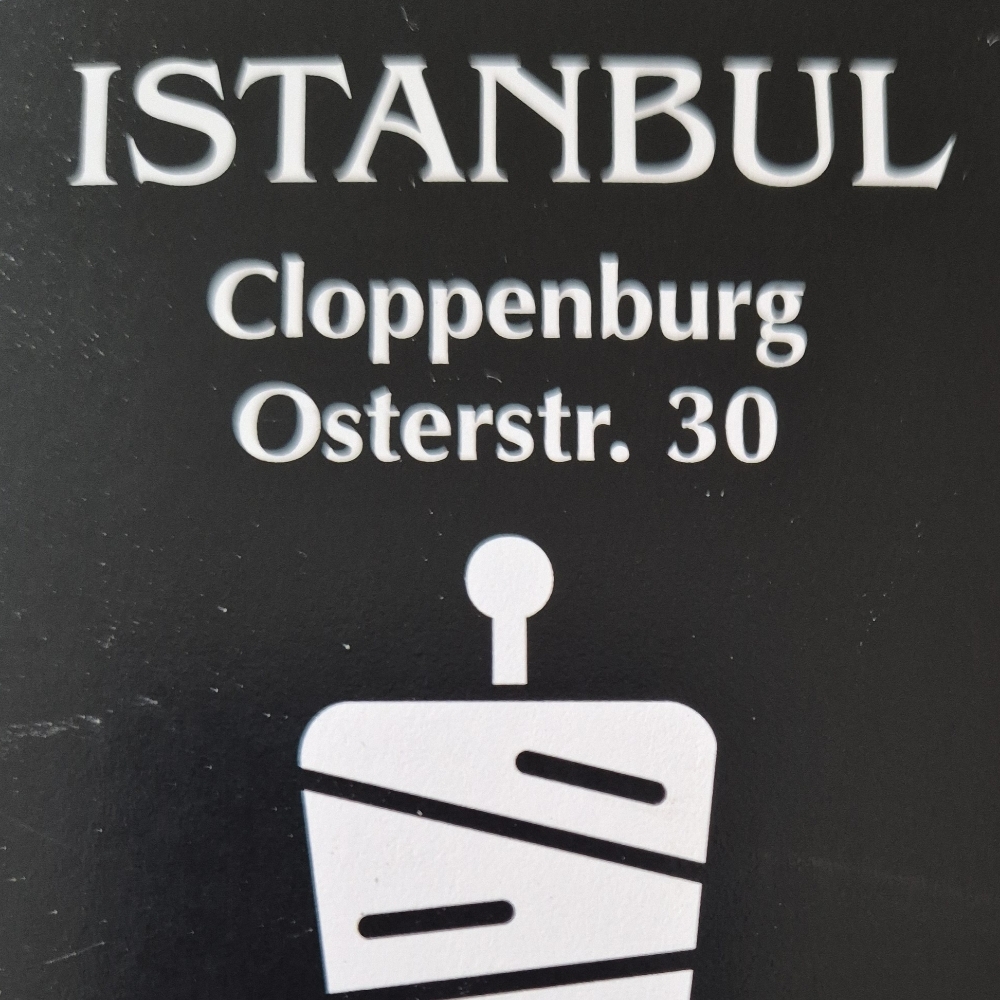 ISTANBUL
Cloppenburg
Osterstr. 30